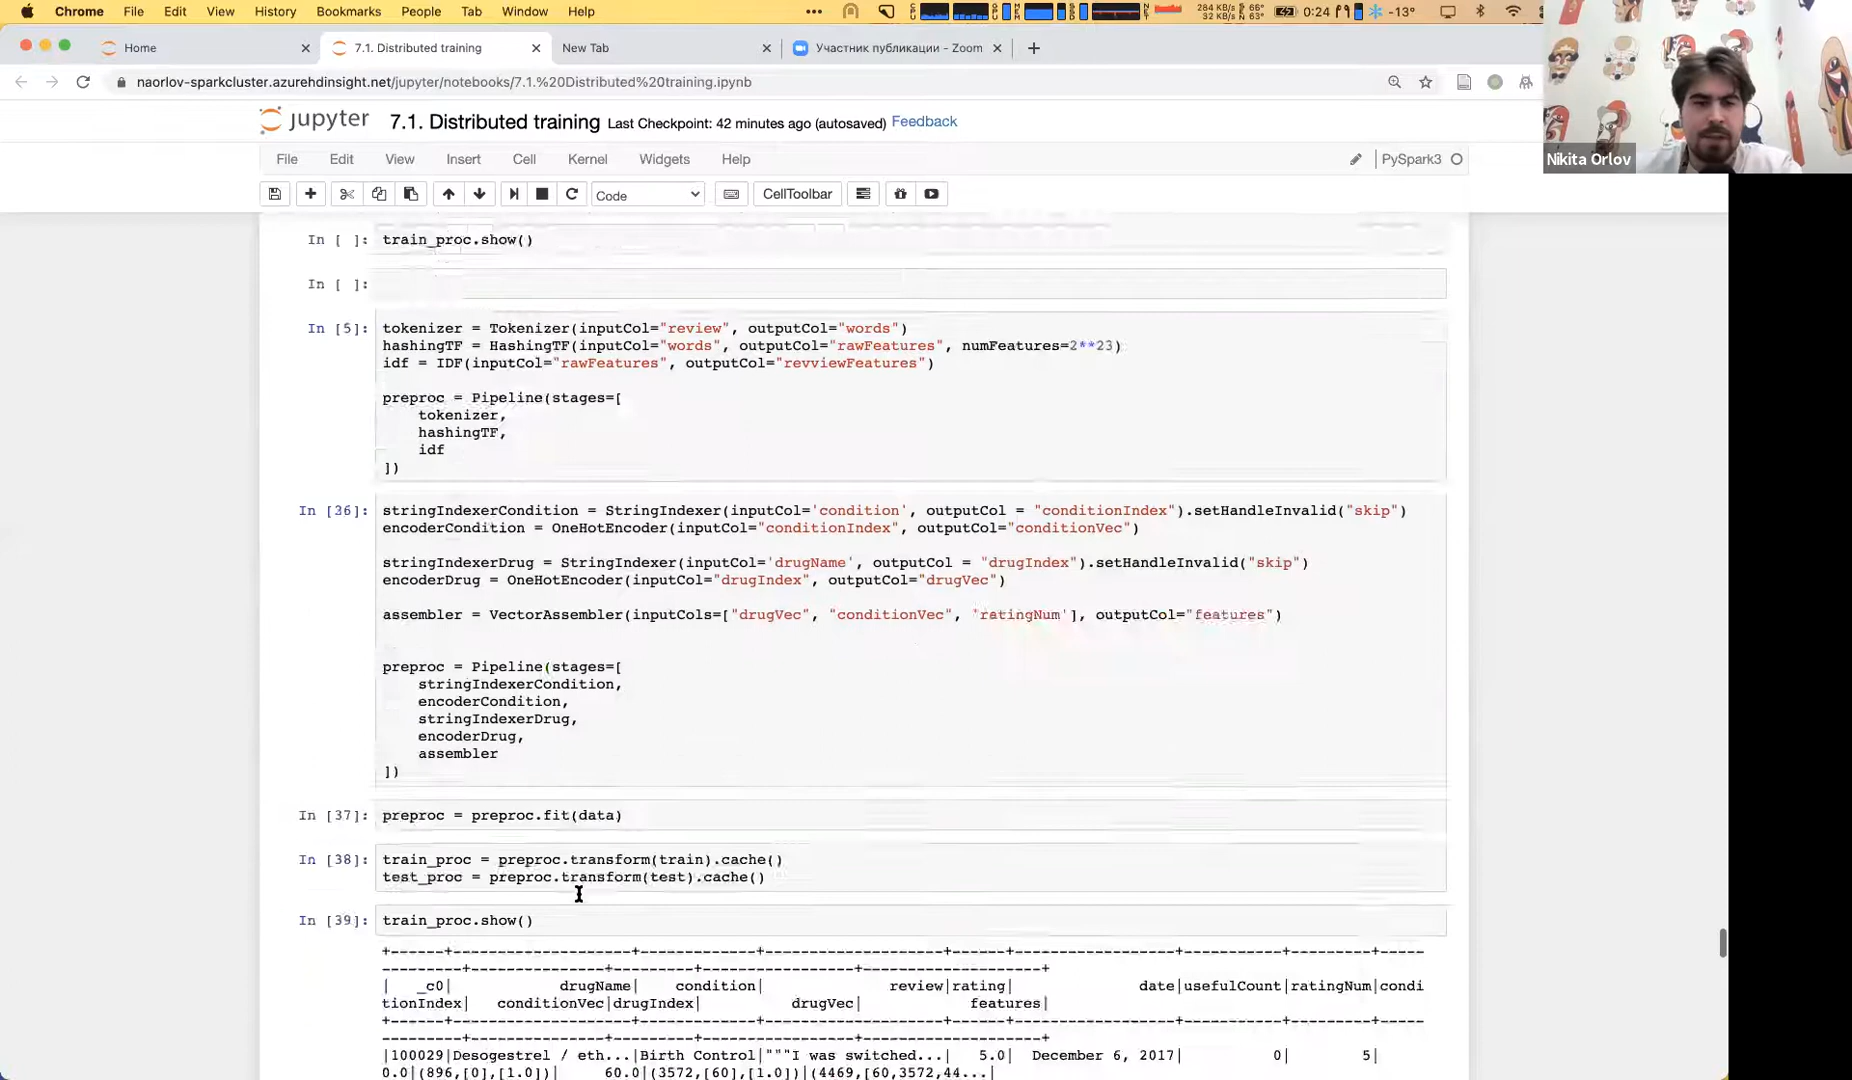 Chrome File Edit View History Bookmarks People Tab Window Help
284 KB/s 66°
32 KB/s 63°
0:24
-13°
Home
7.1. Distributed training
New Tab
Участник публикации - Zoom
naorlov-sparkcluster.azurehdinsight.net/jupyter/notebooks/7.1.%20Distributed%20training.ipynb
jupyter 7.1. Distributed training Last Checkpoint: 42 minutes ago (autosaved) Feedback
Nikita Orlov
File Edit View Insert Cell Kernel Widgets Help
PySpark3
Code
CellToolbar
In [ ]: train_proc.show()
In [ ]:
In [5]: tokenizer = Tokenizer(inputCol="review", outputCol="words")
hashingTF = HashingTF(inputCol="words", outputCol="rawFeatures", numFeatures=2**23)
idf = IDF(inputCol="rawFeatures", outputCol="revviewFeatures")
preproc = Pipeline(stages=[
tokenizer,
hashingTF,
idf
])
In [36]: stringIndexerCondition = StringIndexer(inputCol='condition', outputCol = "conditionIndex").setHandleInvalid("skip")
encoderCondition = OneHotEncoder(inputCol="conditionIndex", outputCol="conditionVec")
stringIndexerDrug = StringIndexer(inputCol='drugName', outputCol = "drugIndex").setHandleInvalid("skip")
encoderDrug = OneHotEncoder(inputCol="drugIndex", outputCol="drugVec")
assembler = VectorAssembler(inputCols=["drugVec", "conditionVec", 'ratingNum'], outputCol="features")
preproc = Pipeline(stages=[
stringIndexerCondition,
encoderCondition,
stringIndexerDrug,
encoderDrug,
assembler
])
In [37]: preproc = preproc.fit(data)
In [38]: train_proc = preproc.transform(train).cache()
test_proc = preproc.transform(test).cache()
In [39]: train_proc.show()
+------+--------------------+---------------+--------------------+------+------------------+-----------+---------+-----
---------+---------------+---------+-----------------+--------------------+
| _c0| drugName| condition| review|rating| date|usefulCount|ratingNum|condi
tionIndex| conditionVec|drugIndex| drugVec| features|
+------+--------------------+---------------+--------------------+------+------------------+-----------+---------+-----
---------+---------------+---------+-----------------+--------------------+
|100029|Desogestrel / eth...|Birth Control|"""I was switched...| 5.0| December 6, 2017| 0| 5|
0.0|(896,[0],[1.0])| 60.0|(3572,[60],[1.0])|(4469,[60,3572,44...|